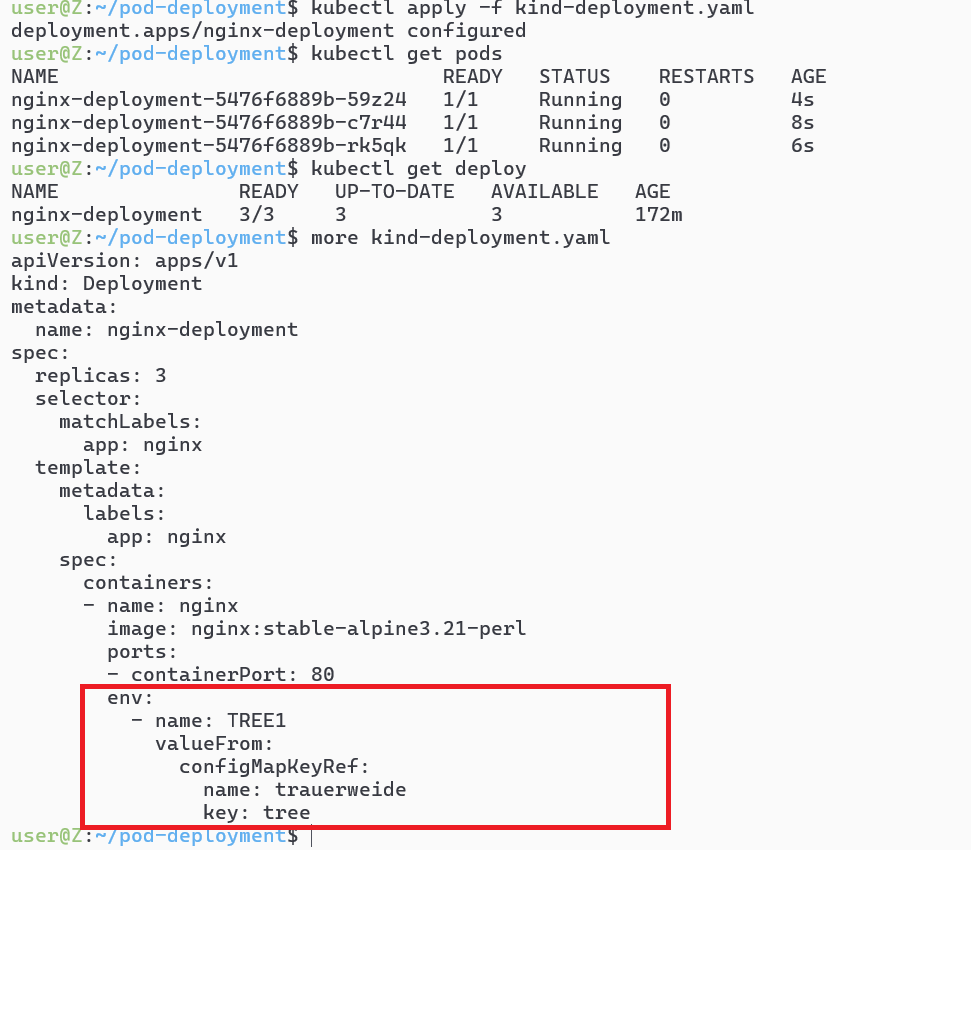 user@Z:~/pod-deployment$ kubectl apply -f kind-deployment.yaml
deployment.apps/nginx-deployment configured
user@Z:~/pod-deployment$ kubectl get pods
NAME                                READY   STATUS    RESTARTS   AGE
nginx-deployment-5476f6889b-59z24   1/1     Running   0          4s
nginx-deployment-5476f6889b-c7r44   1/1     Running   0          8s
nginx-deployment-5476f6889b-rk5qk   1/1     Running   0          6s
user@Z:~/pod-deployment$ kubectl get deploy
NAME               READY   UP-TO-DATE   AVAILABLE   AGE
nginx-deployment   3/3     3            3           172m
user@Z:~/pod-deployment$ more kind-deployment.yaml
apiVersion: apps/v1
kind: Deployment
metadata:
  name: nginx-deployment
spec:
  replicas: 3
  selector:
    matchLabels:
      app: nginx
  template:
    metadata:
      labels:
        app: nginx
    spec:
      containers:
      - name: nginx
        image: nginx:stable-alpine3.21-perl
        ports:
        - containerPort: 80
        env:
          - name: TREE1
            valueFrom:
              configMapKeyRef:
                name: trauerweide
                key: tree
user@Z:~/pod-deployment$